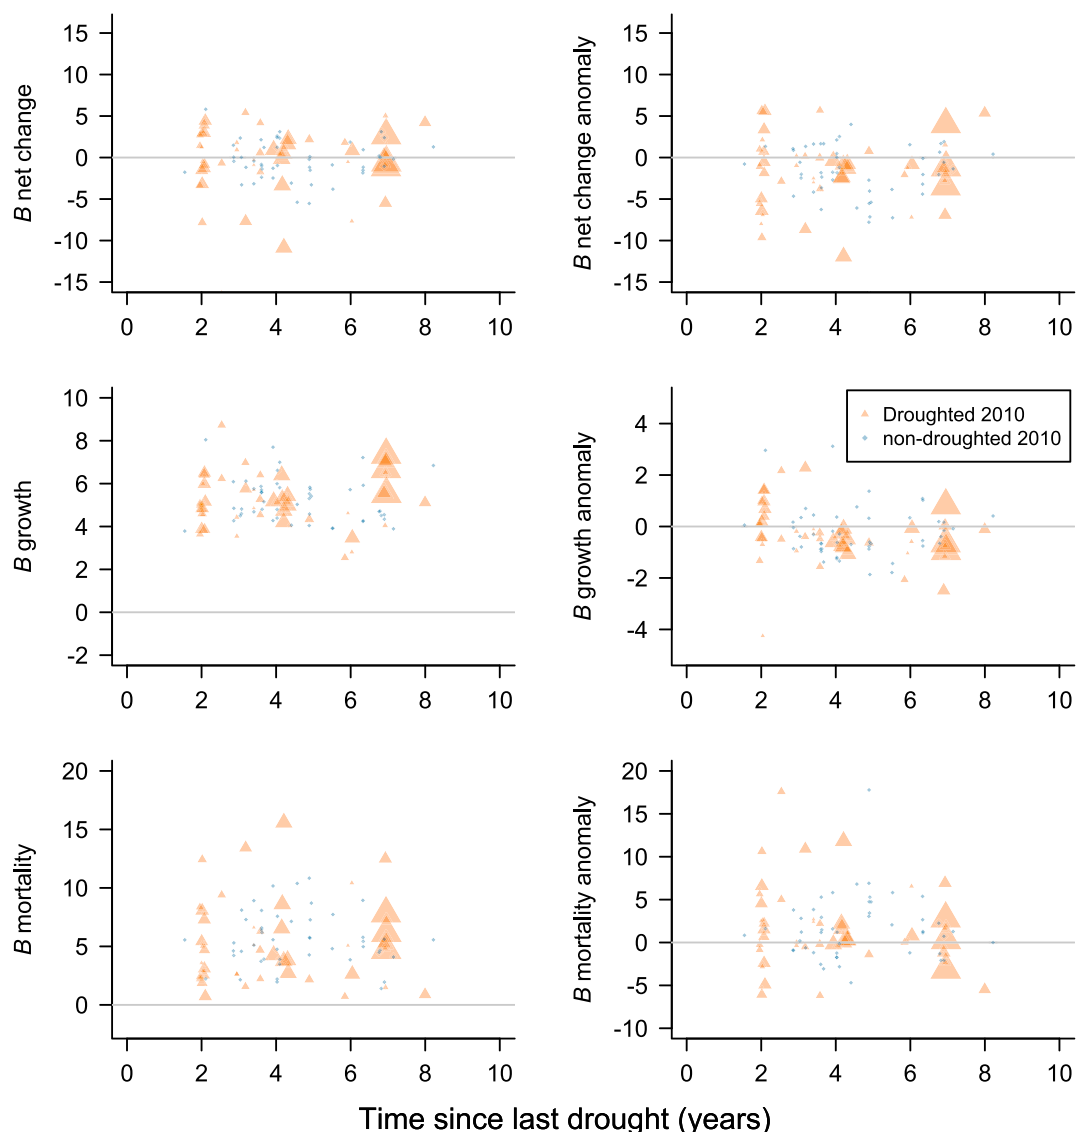 B net change
15
10
5
0
-5
-10
-15
0 2 4 6 8 10
B net change anomaly
15
10
5
0
-5
-10
-15
0 2 4 6 8 10
B growth
10
8
6
4
2
0
-2
0 2 4 6 8 10
B growth anomaly
4
2
0
-2
-4
0 2 4 6 8 10
Droughted 2010
non-droughted 2010
B mortality
20
15
10
5
0
0 2 4 6 8 10
B mortality anomaly
20
15
10
5
0
-5
-10
0 2 4 6 8 10
Time since last drought (years)